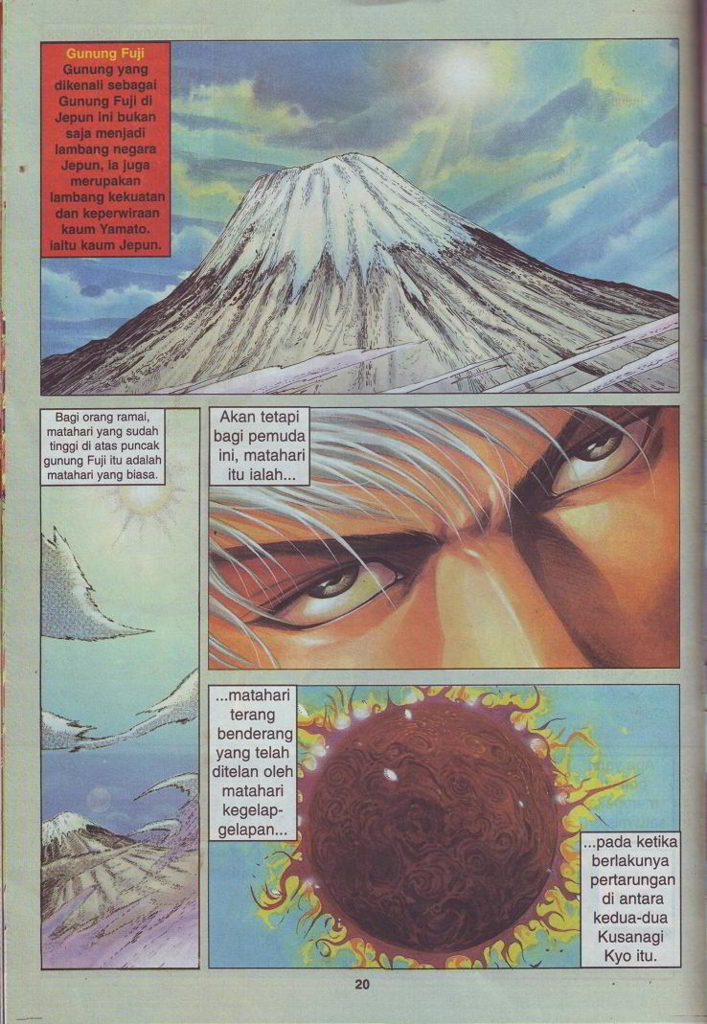 Gunung Fuji
Gunung yang
dikenali sebagai
Gunung Fuji di
Jepun ini bukan
saja menjadi
lambang negara
Jepun, ia juga
merupakan
lambang kekuatan
dan keperwiraan
kaum Yamato.
iaitu kaum Jepun.
Bagi orang ramai,
matahari yang sudah
tinggi di atas puncak
gunung Fuji itu adalah
matahari yang biasa.
Akan tetapi
bagi pemuda
ini, matahari
itu ialah...
...matahari
terang
benderang
yang telah
ditelan oleh
matahari
kegelap-
gelapan...
...pada ketika
berlakunya
pertarungan
di antara
kedua-dua
Kusanagi
Kyo itu.
20